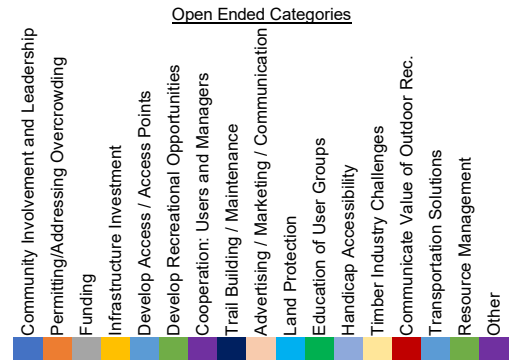 Open Ended Categories
Community Involvement and Leadership
Permitting/Addressing Overcrowding
Funding
Infrastructure Investment
Develop Access / Access Points
Develop Recreational Opportunities
Cooperation: Users and Managers
Trail Building / Maintenance
Advertising / Marketing / Communication
Land Protection
Education of User Groups
Handicap Accessibility
Timber Industry Challenges
Communicate Value of Outdoor Rec.
Transportation Solutions
Resource Management
Other